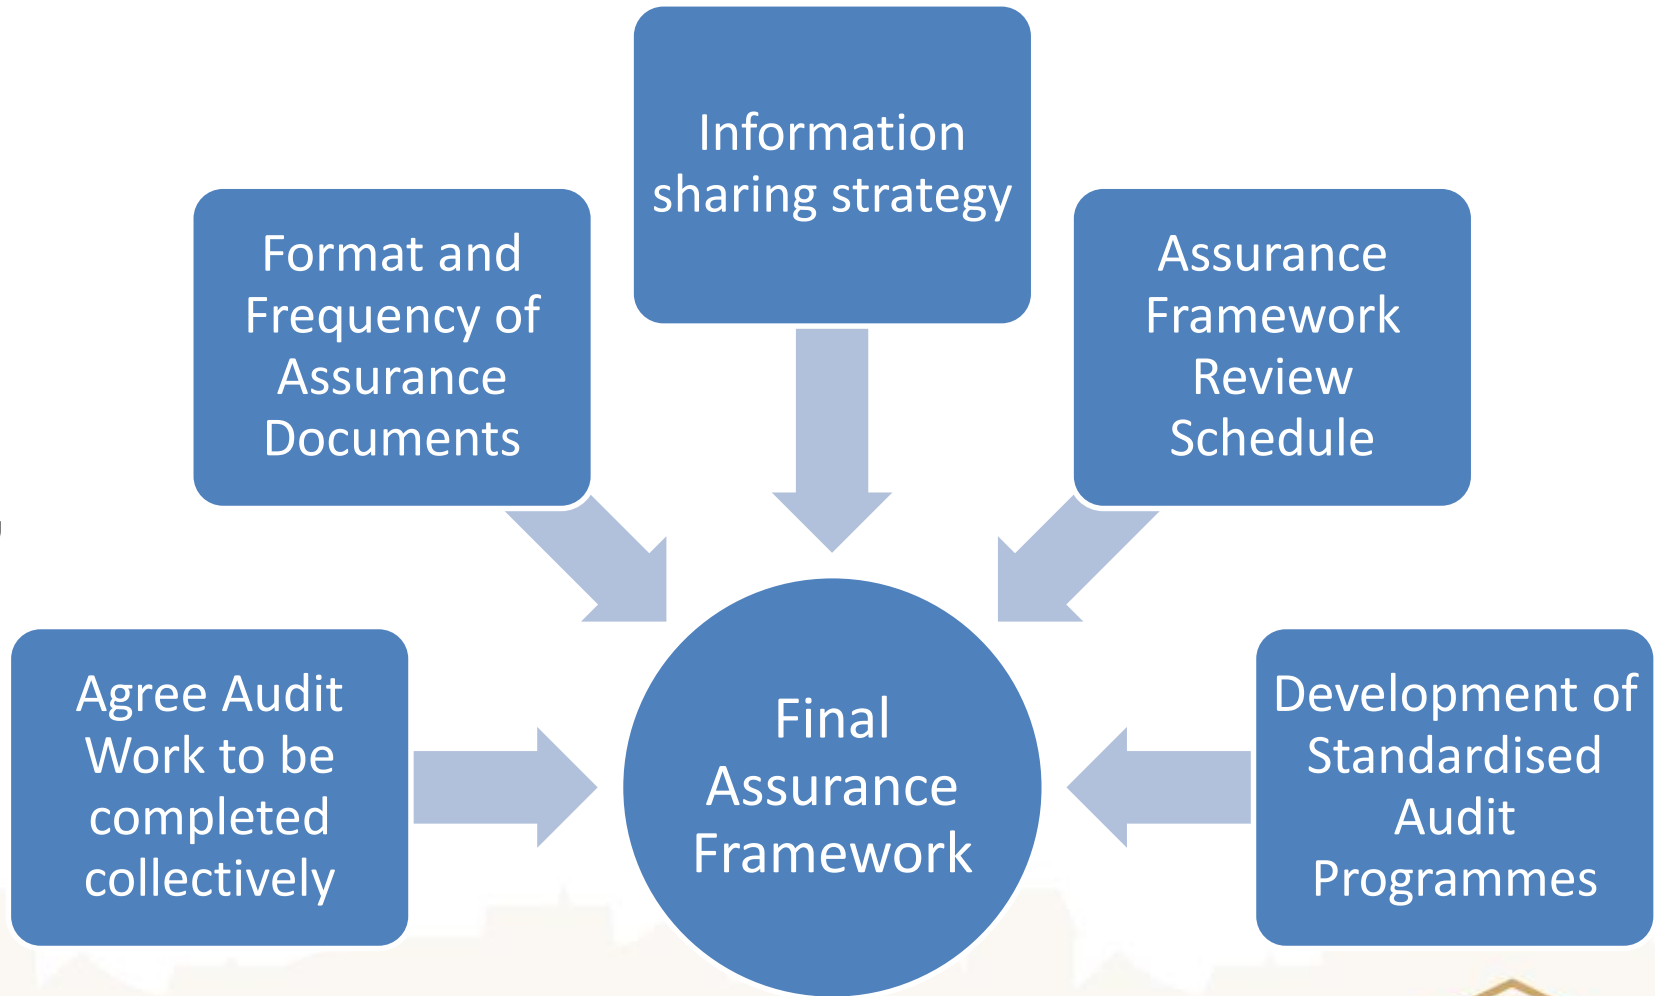 Information
sharing strategy
Format and
Frequency of
Assurance
Documents
Assurance
Framework
Review
Schedule
Agree Audit
Work to be
completed
collectively
Final
Assurance
Framework
Development of
Standardised
Audit
Programmes